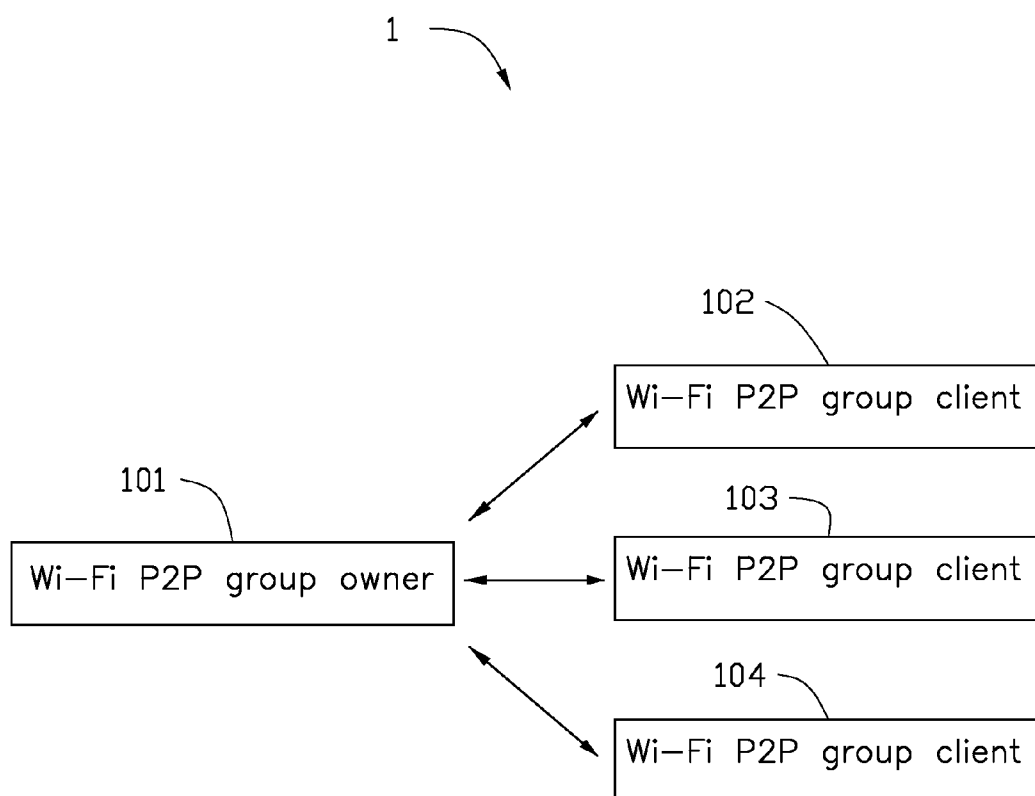 1
102
Wi-Fi P2P group client
101
103
Wi-Fi P2P group owner
Wi-Fi P2P group client
104
Wi-Fi P2P group client